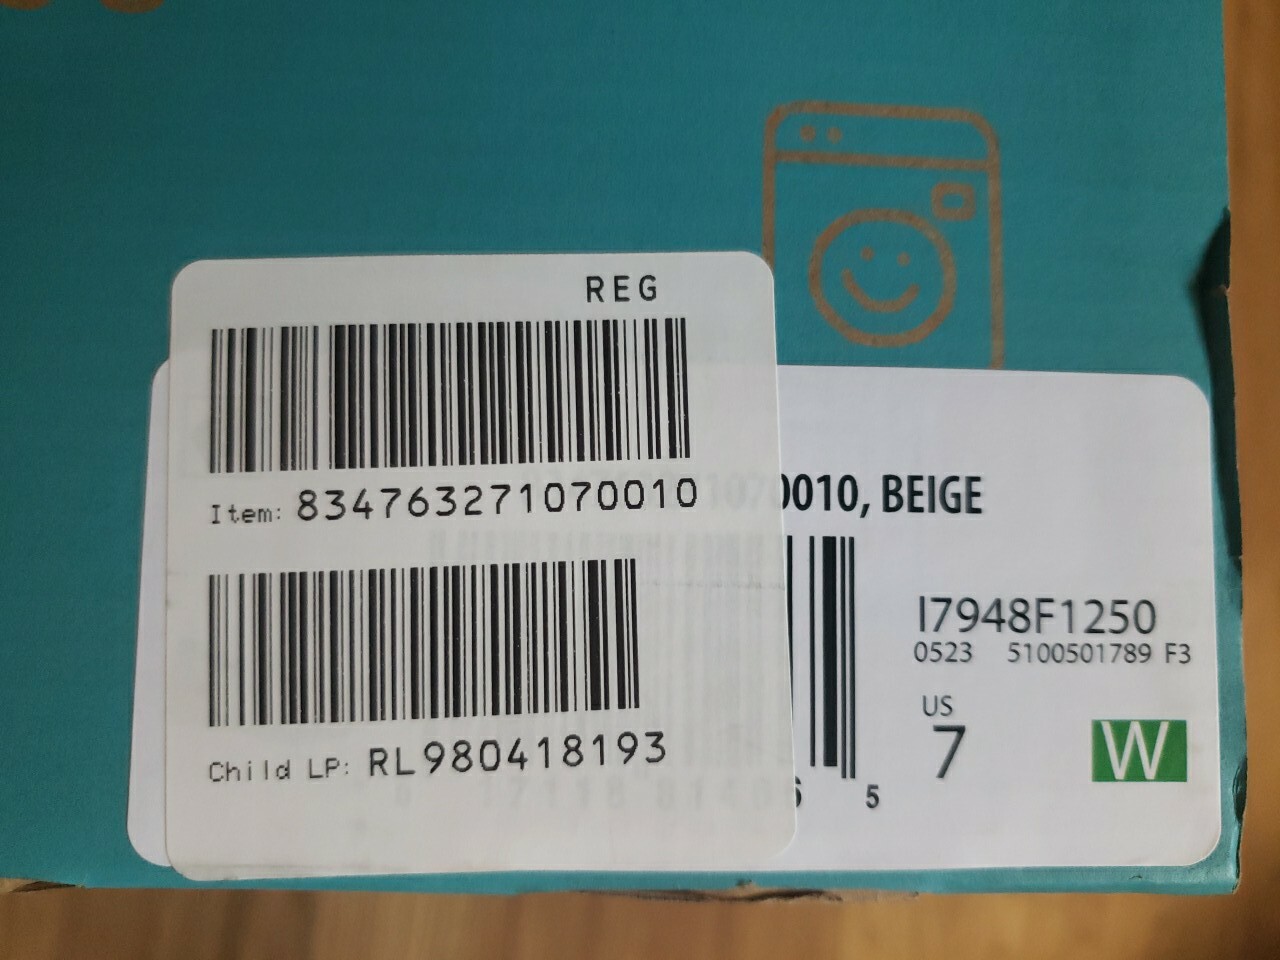 REG
Item: 834763271070010
Child LP: RL980418193
0010, BEIGE
I7948F1250
0523 5100501789 F3
US
7
W
5